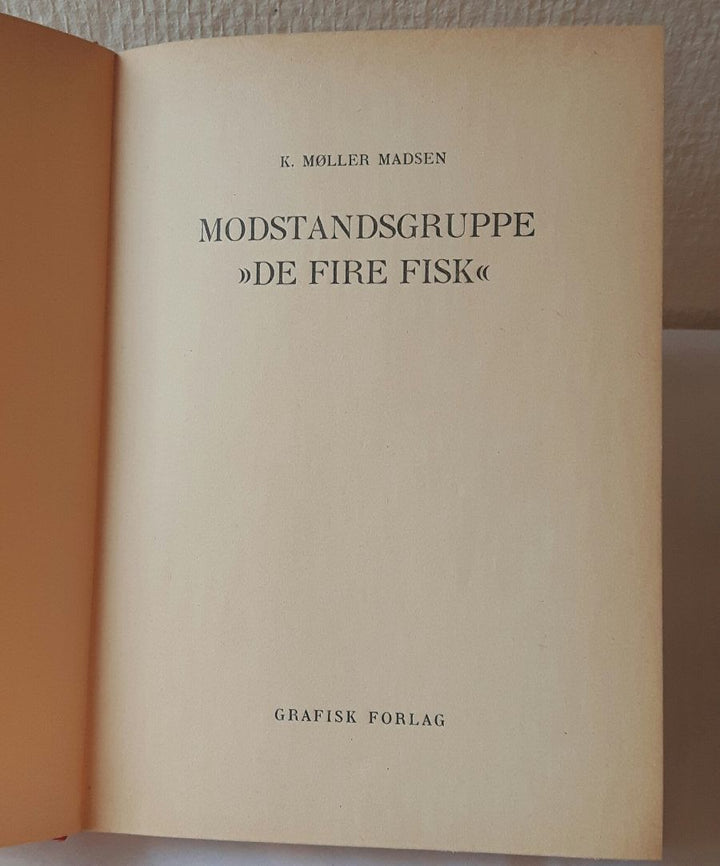 K. MØLLER MADSEN
MODSTANDSGRUPPE
»DE FIRE FISK«
GRAFISK FORLAG